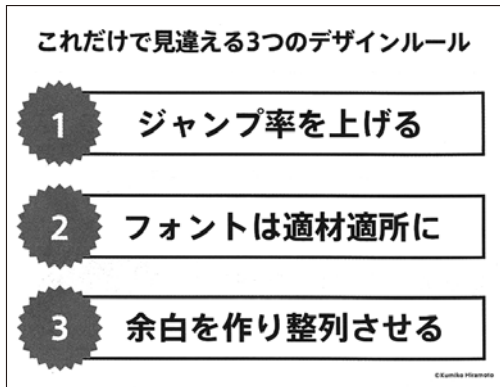 これだけで見違える3つのデザインルール
1 ジャンプ率を上げる
2 フォントは適材適所に
3 余白を作り整列させる
©Kumiko Hiramoto